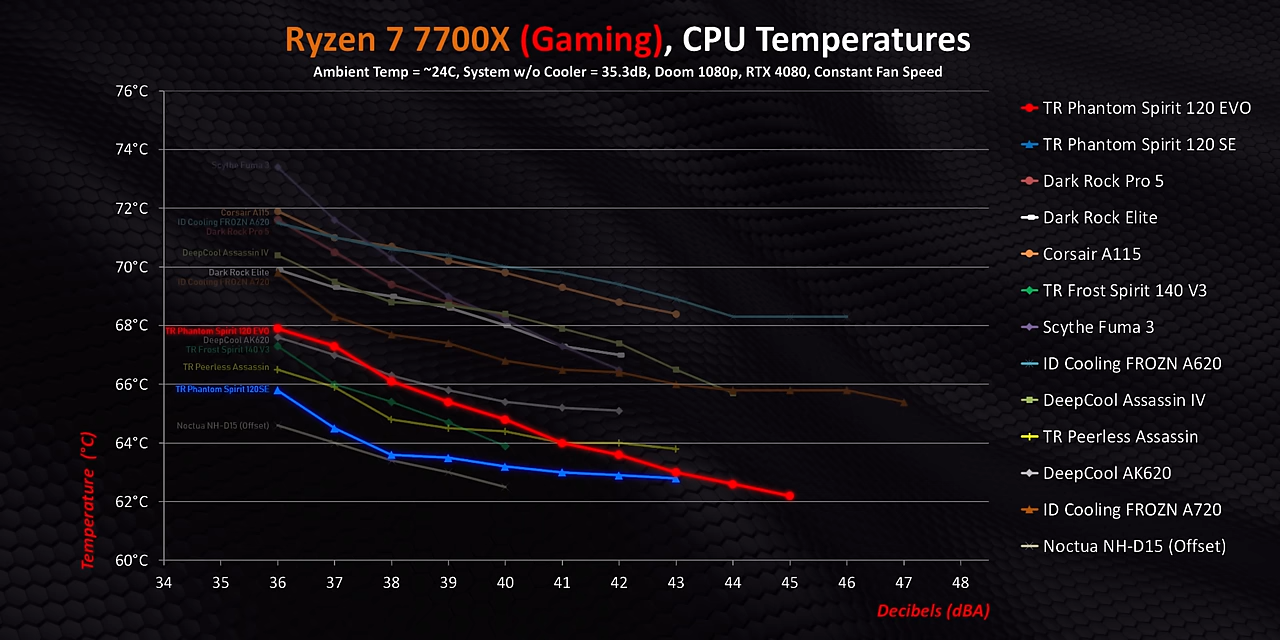 Ryzen 7 7700X (Gaming), CPU Temperatures
Ambient Temp = ~24C, System w/o Cooler = 35.3dB, Doom 1080p, RTX 4080, Constant Fan Speed
76°C
74°C
72°C
70°C
68°C
66°C
64°C
62°C
60°C
Temperature (°C)
34 35 36 37 38 39 40 41 42 43 44 45 46 47 48
Decibels (dBA)
Scythe Fuma 3
Corsair A115
ID Cooling FROZN A620
Dark Rock Pro 5
DeepCool Assassin IV
Dark Rock Elite
ID Cooling FROZN A720
TR Phantom Spirit 120 EVO
DeepCool AK620
TR Frost Spirit 140 V3
TR Peerless Assassin
TR Phantom Spirit 120SE
Noctua NH-D15 (Offset)
TR Phantom Spirit 120 EVO
TR Phantom Spirit 120 SE
Dark Rock Pro 5
Dark Rock Elite
Corsair A115
TR Frost Spirit 140 V3
Scythe Fuma 3
ID Cooling FROZN A620
DeepCool Assassin IV
TR Peerless Assassin
DeepCool AK620
ID Cooling FROZN A720
Noctua NH-D15 (Offset)